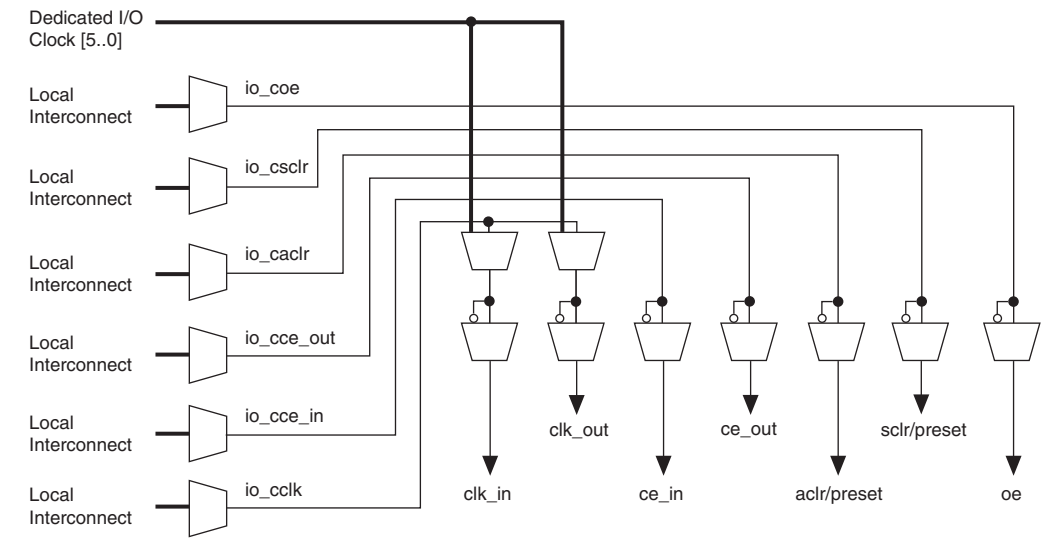 Dedicated I/O
Clock [5..0]
Local
Interconnect
io_coe
Local
Interconnect
io_csclr
Local
Interconnect
io_caclr
Local
Interconnect
io_cce_out
Local
Interconnect
io_cce_in
Local
Interconnect
io_cclk
clk_out
ce_out
sclr/preset
clk_in
ce_in
aclr/preset
oe